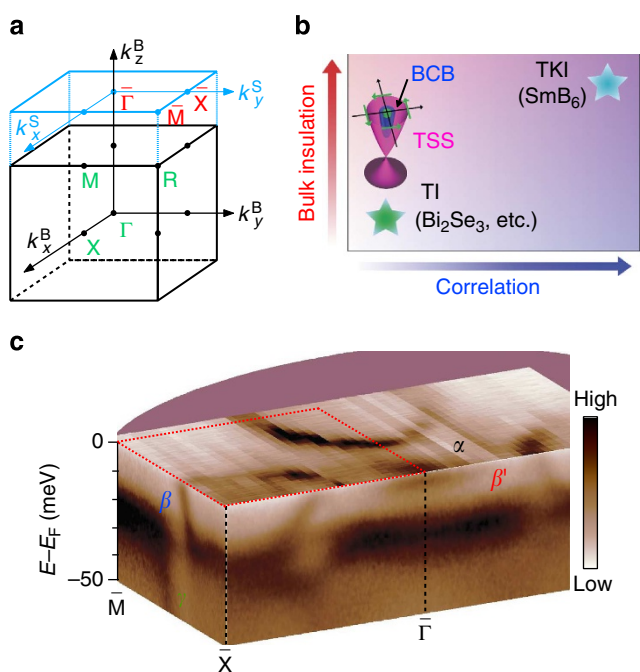 a
k_z^B
Γ̅
X̅
k_y^S
k_x^S
M̅
M
R
k_x^B
Γ
k_y^B
X
b
Bulk insulation
BCB
TSS
TKI
(SmB₆)
TI
(Bi₂Se₃, etc.)
Correlation
c
E–E_F (meV)
0
–50
α
β
β'
γ
M̅
X̅
Γ̅
High
Low